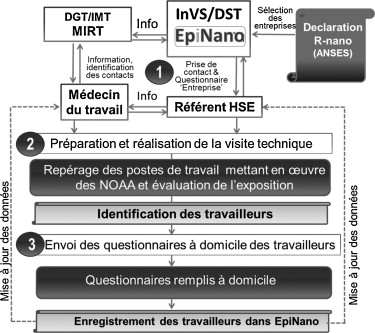 DGT/IMT
MIRT
Info
InVS/DST
EpiNano
Sélection
des
entreprises
Declaration
R-nano
(ANSES)
Information,
identification
des contacts
1
Prise de
contact &
Questionnaire
'Entreprise'
Médecin
du travail
Info
Référent HSE
2
Préparation et réalisation de la visite technique
Repérage des postes de travail mettant en œuvre
des NOAA et évaluation de l'exposition
Identification des travailleurs
3
Envoi des questionnaires à domicile des travailleurs
Questionnaires remplis à domicile
Enregistrement des travailleurs dans EpiNano
Mise à jour des données
Mise à jour des données